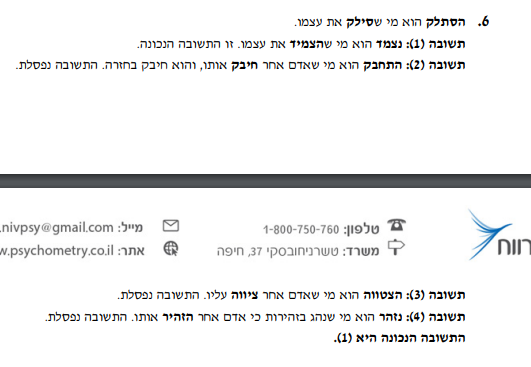 6. הסתלק הוא מי שסילק את עצמו.
תשובה (1): נצמד הוא מי שהצמיד את עצמו. זו התשובה הנכונה.
תשובה (2): התחבק הוא מי שאדם אחר חיבק אותו, והוא חיבק בחזרה. התשובה נפסלת.
טלפון: 1-800-750-760 מייל: nivpsy@gmail.com
רווח
משרד: טשרניחובסקי 37, חיפה אתר: w.psychometry.co.il
תשובה (3): הצטווה הוא מי שאדם אחר ציווה עליו. התשובה נפסלת.
תשובה (4): נזהר הוא מי שנהג בזהירות כי אדם אחר הזהיר אותו. התשובה נפסלת.
התשובה הנכונה היא (1).